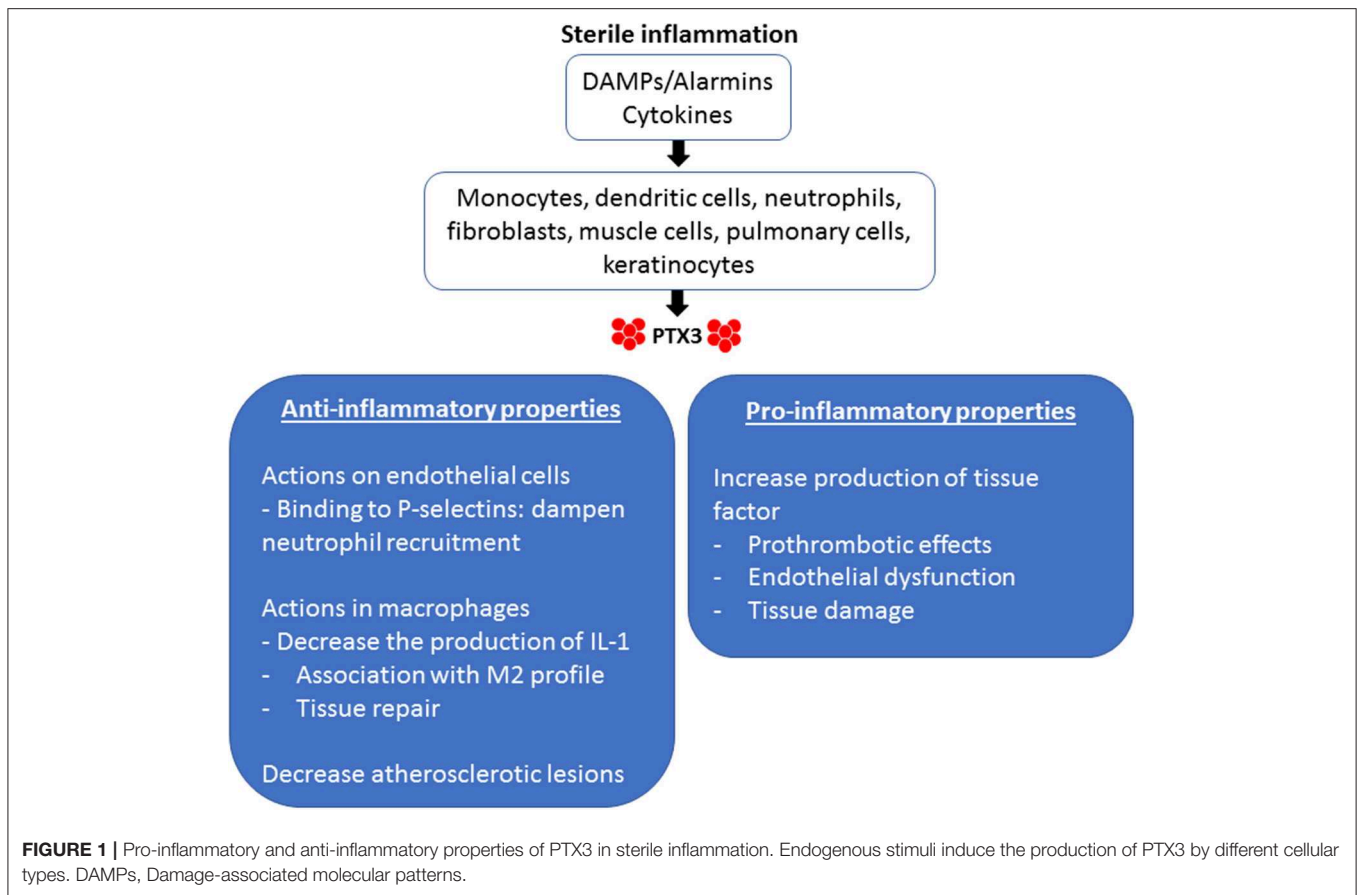 Sterile inflammation
DAMPs/Alarmins
Cytokines
Monocytes, dendritic cells, neutrophils,
fibroblasts, muscle cells, pulmonary cells,
keratinocytes
PTX3
Anti-inflammatory properties
Actions on endothelial cells
- Binding to P-selectins: dampen
neutrophil recruitment
Actions in macrophages
- Decrease the production of IL-1
- Association with M2 profile
- Tissue repair
Decrease atherosclerotic lesions
Pro-inflammatory properties
Increase production of tissue
factor
- Prothrombotic effects
- Endothelial dysfunction
- Tissue damage
FIGURE 1 | Pro-inflammatory and anti-inflammatory properties of PTX3 in sterile inflammation. Endogenous stimuli induce the production of PTX3 by different cellular
types. DAMPs, Damage-associated molecular patterns.